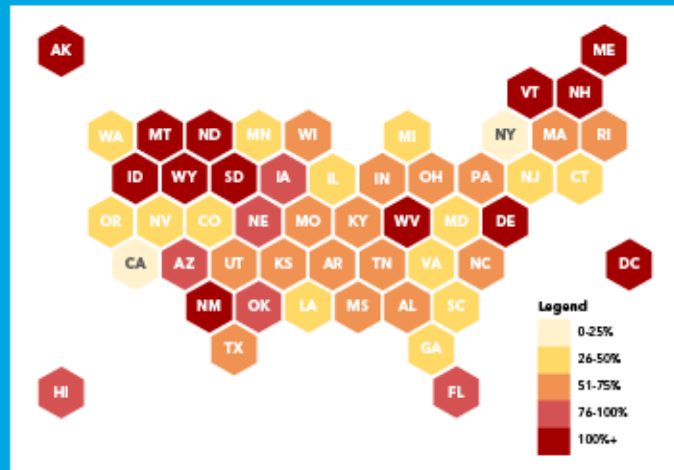 AK
ME
VT NH
WA MT ND MN WI MI NY MA RI
ID WY SD IA IL IN OH PA NJ CT
OR NV CO NE MO KY WV MD DE
CA AZ UT KS AR TN VA NC DC
NM OK LA MS AL SC
TX GA
HI FL
Legend
0-25%
26-50%
51-75%
76-100%
100%+